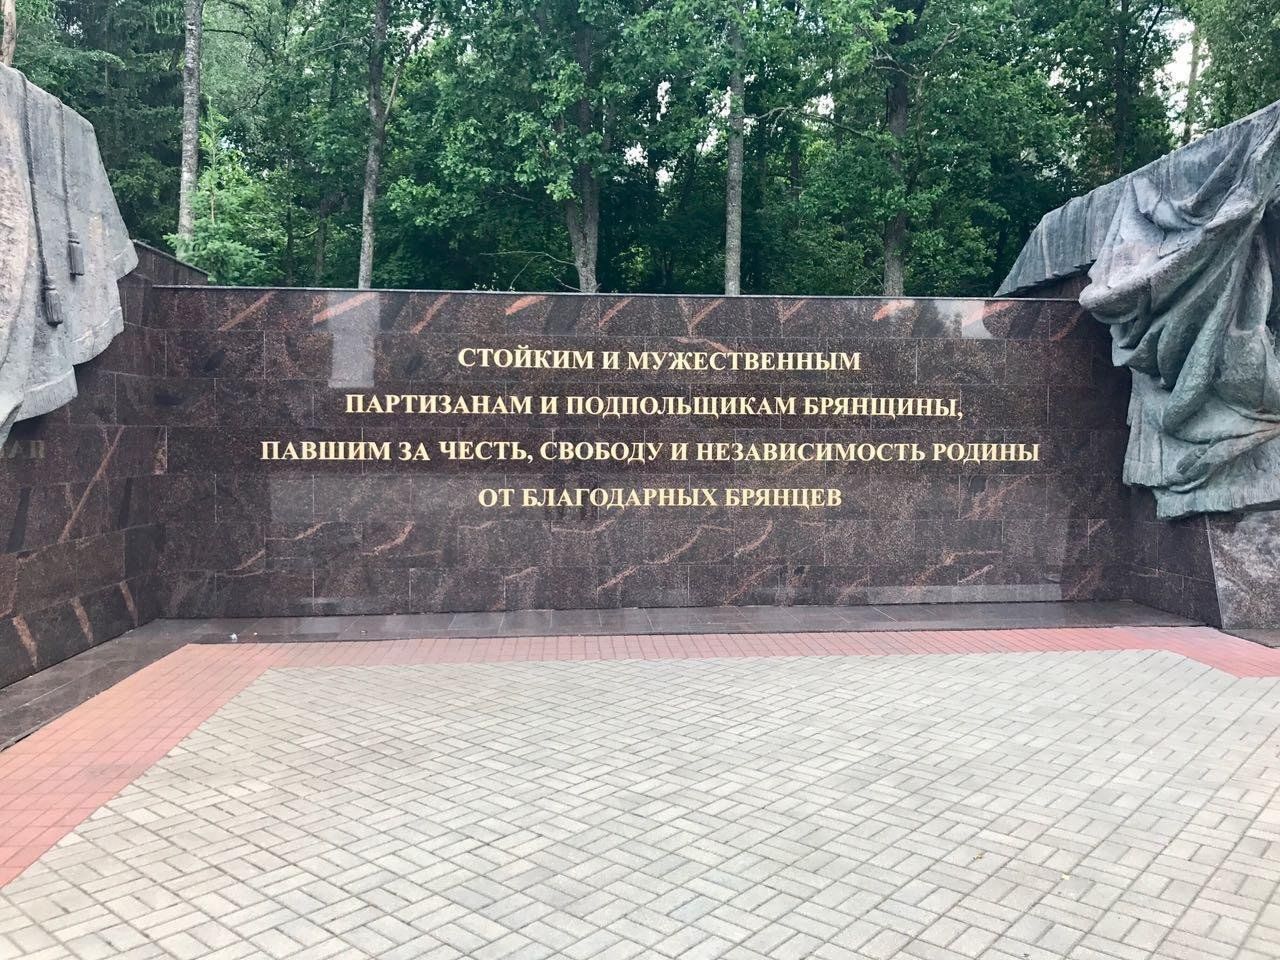 СТОЙКИМ И МУЖЕСТВЕННЫМ
ПАРТИЗАНАМ И ПОДПОЛЬЩИКАМ БРЯНЩИНЫ,
ПАВШИМ ЗА ЧЕСТЬ, СВОБОДУ И НЕЗАВИСИМОСТЬ РОДИНЫ
ОТ БЛАГОДАРНЫХ БРЯНЦЕВ